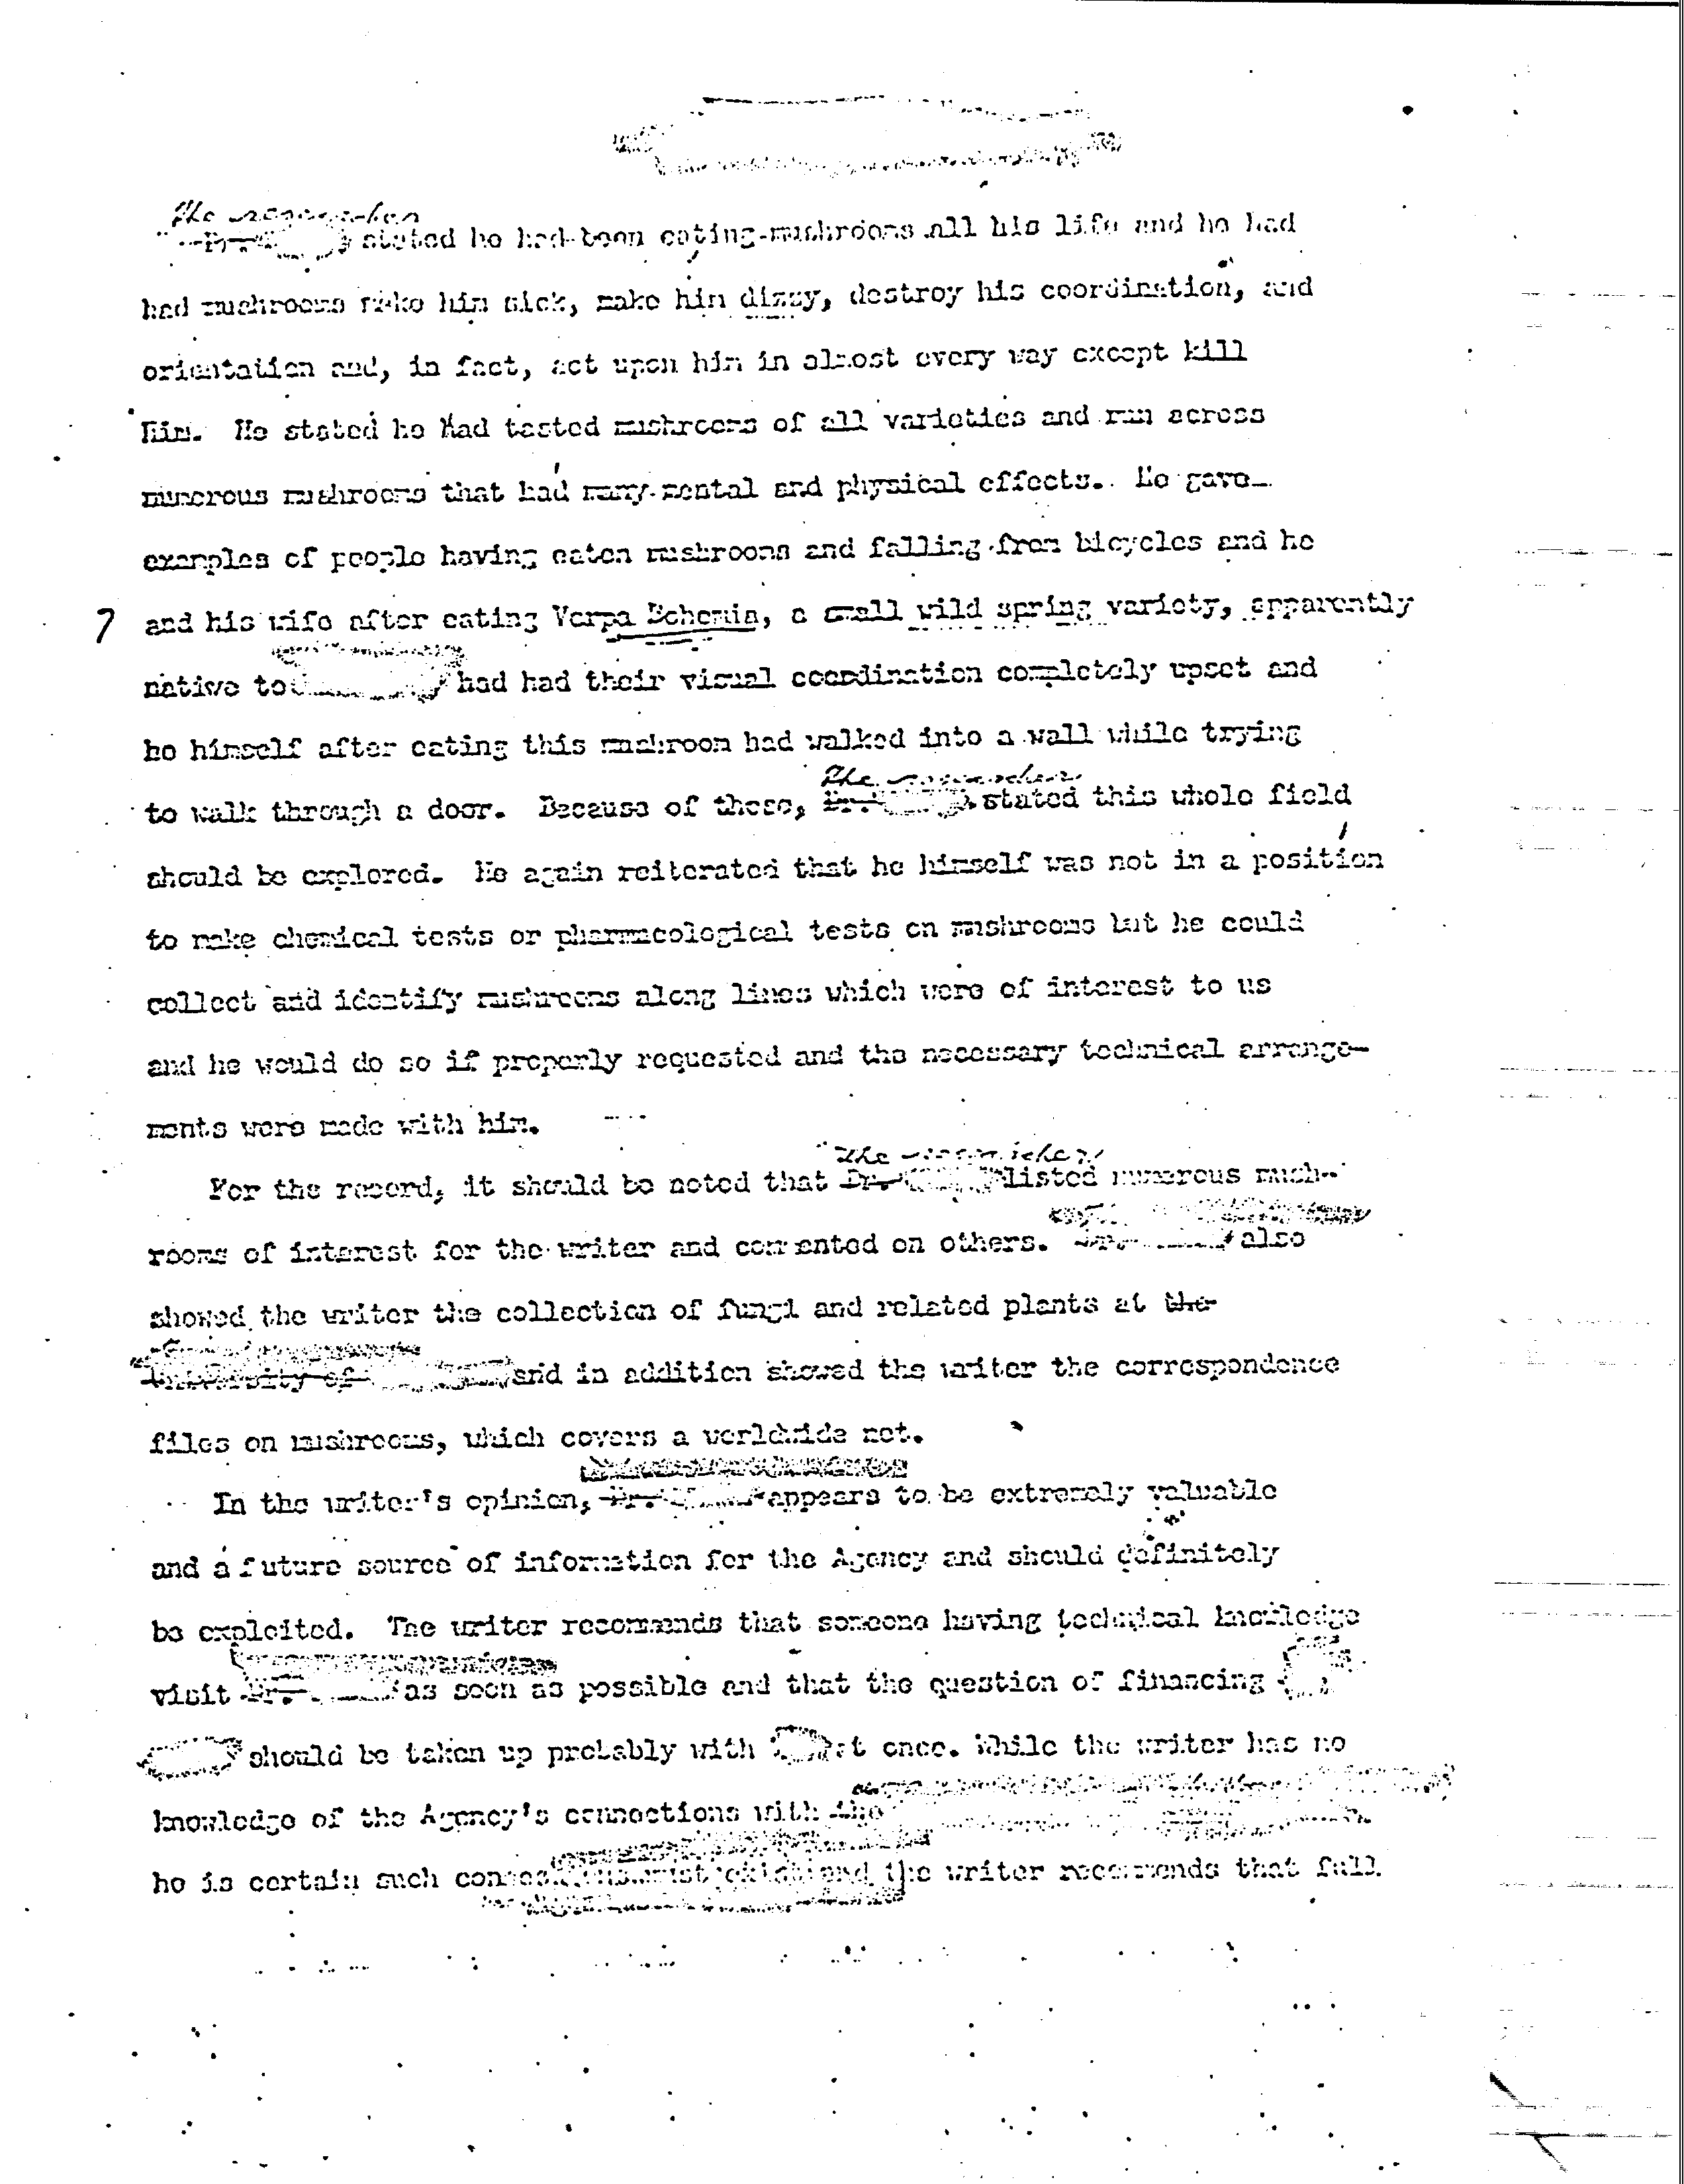 The researcher
Dr. stated he had been eating mushrooms all his life and he had
had mushrooms make him sick, make him dizzy, destroy his coordination, and
orientation and, in fact, act upon him in almost every way except kill
him. He stated he had tasted mushrooms of all varieties and run across
numerous mushrooms that had many mental and physical effects. He gave
examples of people having eaten mushrooms and falling from bicycles and he
7 and his wife after eating Verpa Bohemia, a small wild spring variety, apparently
native to had had their visual coordination completely upset and
he himself after eating this mushroom had walked into a wall while trying
The researcher
to walk through a door. Because of these, Dr. stated this whole field
should be explored. He again reiterated that he himself was not in a position
to make chemical tests or pharmacological tests on mushrooms but he could
collect and identify mushrooms along lines which were of interest to us
and he would do so if properly requested and the necessary technical arrange-
ments were made with him.
The researcher
For the record, it should be noted that Dr. listed numerous mush-
rooms of interest for the writer and commented on others. Dr. also
showed the writer the collection of fungi and related plants at the
University of and in addition showed the writer the correspondence
files on mushrooms, which covers a worldwide net.
In the writer's opinion, Dr. appears to be extremely valuable
and a future source of information for the Agency and should definitely
be exploited. The writer recommends that someone having technical knowledge
visit Dr. as soon as possible and that the question of financing
should be taken up probably with at once. While the writer has no
knowledge of the Agency's connections with the
he is certain such connections must exist and the writer recommends that full